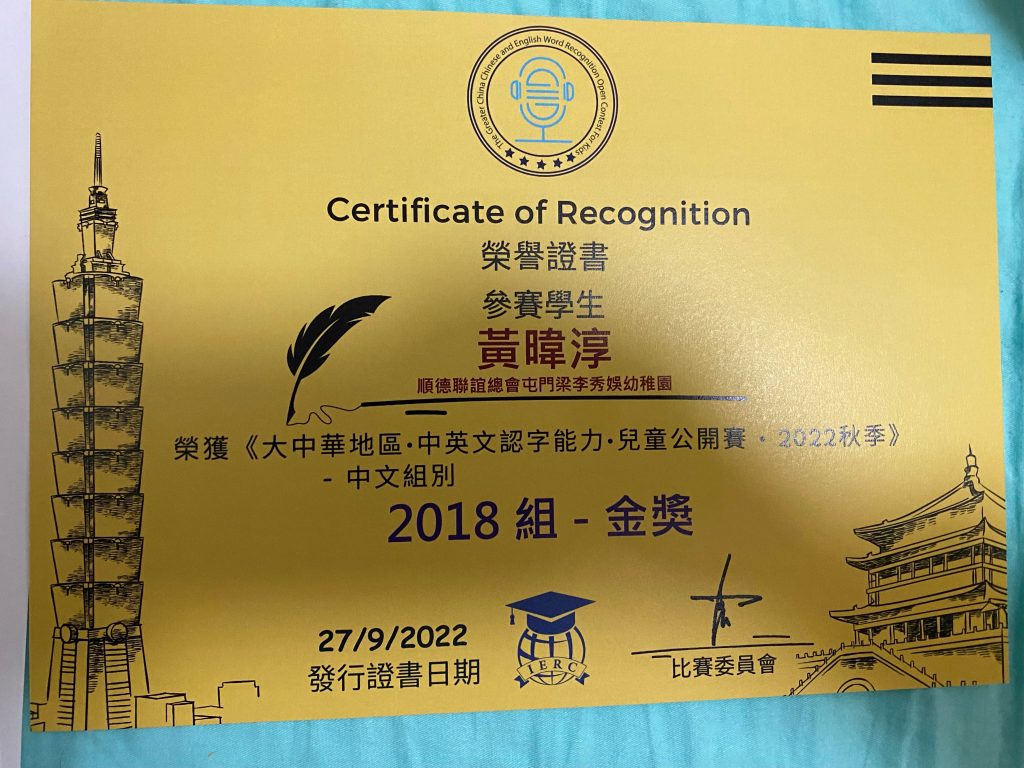 The Greater China Chinese and English Word Recognition Open Contest For Kids
Certificate of Recognition
榮譽證書
參賽學生
黃暐淳
順德聯誼總會屯門梁李秀娛幼稚園
榮獲《大中華地區·中英文認字能力·兒童公開賽·2022秋季》
- 中文組別
2018 組 - 金獎
27/9/2022
發行證書日期
IERC
比賽委員會